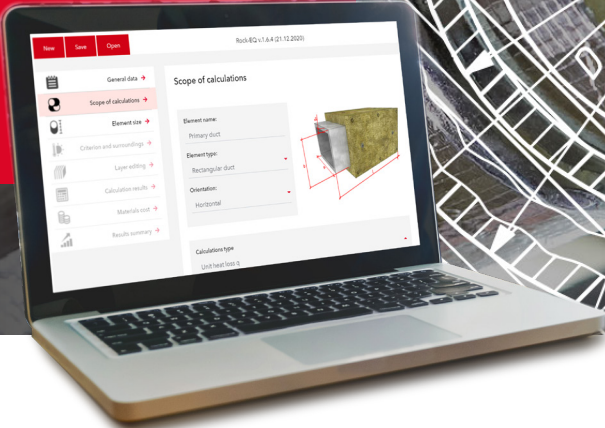 New Save Open
Rock-EQ v.1.6.4 (21.12.2020)
General data →
Scope of calculations →
Element size →
Criterion and surroundings →
Layer editing →
Calculation results →
Materials cost →
Results summary →
Scope of calculations
Element name:
Primary duct
Element type:
Rectangular duct
Orientation:
Horizontal
Calculations type
Unit heat loss q